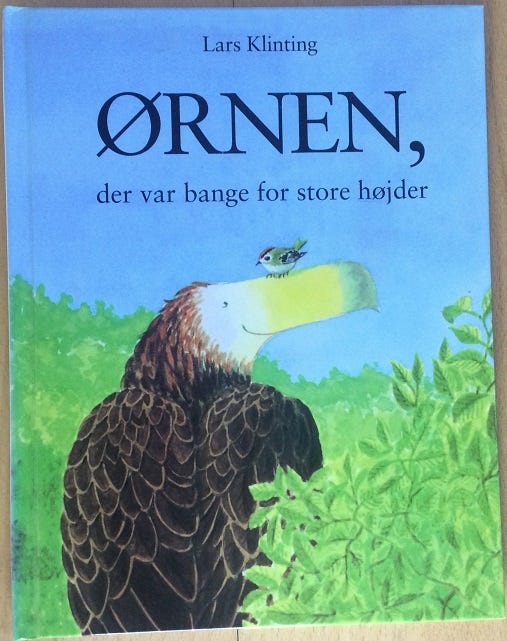 Lars Klinting
ØRNEN,
der var bange for store højder